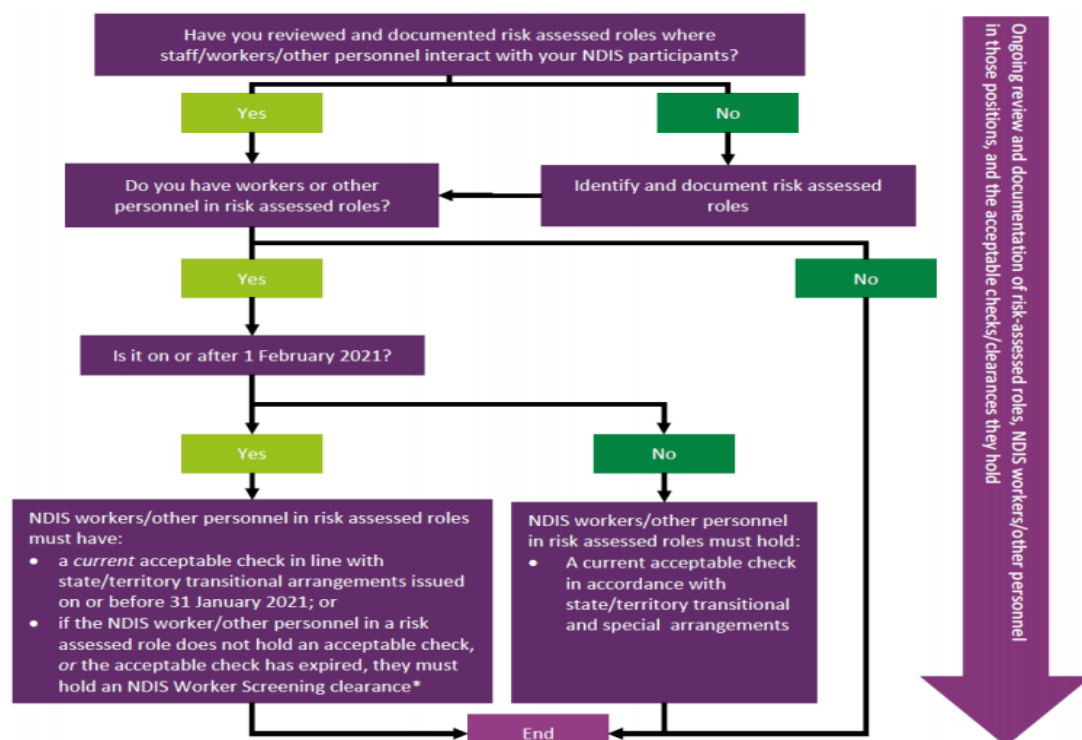 Have you reviewed and documented risk assessed roles where
staff/workers/other personnel interact with your NDIS participants?
Yes
No
Do you have workers or other
personnel in risk assessed roles?
Identify and document risk assessed
roles
Yes
No
Is it on or after 1 February 2021?
Yes
No
NDIS workers/other personnel in risk assessed roles
must have:
• a current acceptable check in line with
state/territory transitional arrangements issued
on or before 31 January 2021; or
• if the NDIS worker/other personnel in a risk
assessed role does not hold an acceptable check,
or the acceptable check has expired, they must
hold an NDIS Worker Screening clearance*
NDIS workers/other personnel
in risk assessed roles must hold:
• A current acceptable check
in accordance with
state/territory transitional
and special arrangements
End
Ongoing review and documentation of risk-assessed roles, NDIS workers/other personnel
in those positions, and the acceptable checks/clearances they hold